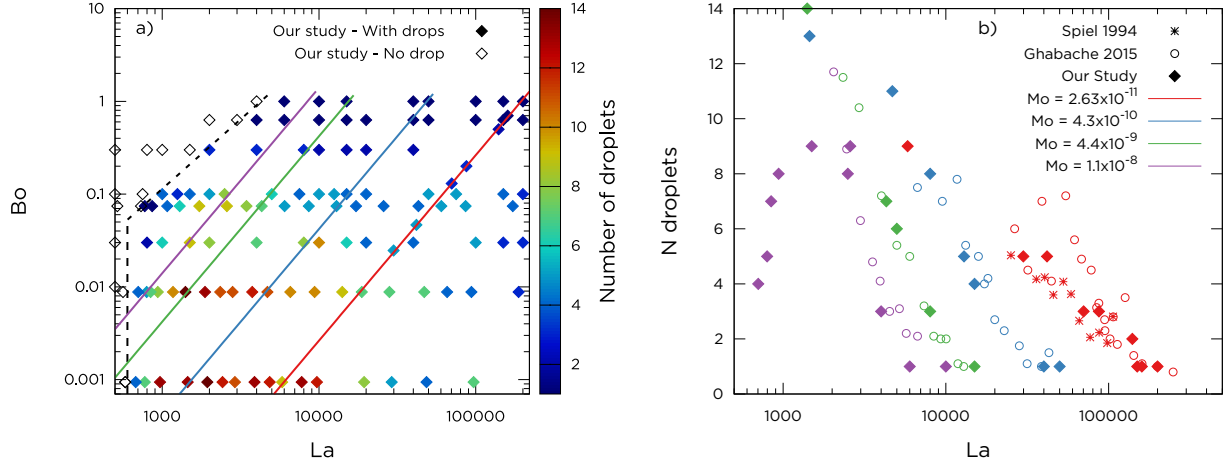 a)
Our study - With drops
Our study - No drop
10
1
0.1
0.01
0.001
Bo
1000
10000
100000
La
14
12
10
8
6
4
2
Number of droplets
b)
Spiel 1994
Ghabache 2015
Our Study
Mo = 2.63x10⁻¹¹
Mo = 4.3x10⁻¹⁰
Mo = 4.4x10⁻⁹
Mo = 1.1x10⁻⁸
14
12
10
8
6
4
2
0
N droplets
1000
10000
100000
La